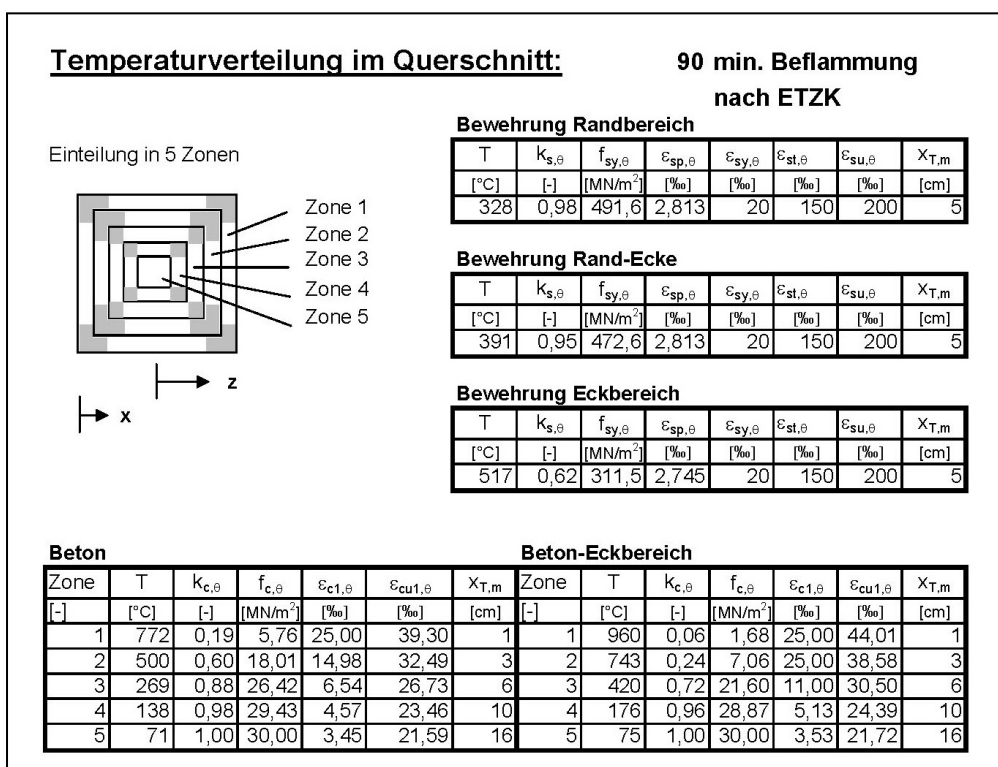 Temperaturverteilung im Querschnitt: 90 min. Beflammung
nach ETZK
Einteilung in 5 Zonen
Zone 1
Zone 2
Zone 3
Zone 4
Zone 5
z
x
Bewehrung Randbereich
T k_s,θ f_sy,θ ε_sp,θ ε_sy,θ ε_st,θ ε_su,θ x_T,m
[°C] [-] [MN/m²] [‰] [‰] [‰] [‰] [cm]
328 0,98 491,6 2,813 20 150 200 5
Bewehrung Rand-Ecke
T k_s,θ f_sy,θ ε_sp,θ ε_sy,θ ε_st,θ ε_su,θ x_T,m
[°C] [-] [MN/m²] [‰] [‰] [‰] [‰] [cm]
391 0,95 472,6 2,813 20 150 200 5
Bewehrung Eckbereich
T k_s,θ f_sy,θ ε_sp,θ ε_sy,θ ε_st,θ ε_su,θ x_T,m
[°C] [-] [MN/m²] [‰] [‰] [‰] [‰] [cm]
517 0,62 311,5 2,745 20 150 200 5
Beton
Zone T k_c,θ f_c,θ ε_c1,θ ε_cu1,θ x_T,m
[-] [°C] [-] [MN/m²] [‰] [‰] [cm]
1 772 0,19 5,76 25,00 39,30 1
2 500 0,60 18,01 14,98 32,49 3
3 269 0,88 26,42 6,54 26,73 6
4 138 0,98 29,43 4,57 23,46 10
5 71 1,00 30,00 3,45 21,59 16
Beton-Eckbereich
Zone T k_c,θ f_c,θ ε_c1,θ ε_cu1,θ x_T,m
[-] [°C] [-] [MN/m²] [‰] [‰] [cm]
1 960 0,06 1,68 25,00 44,01 1
2 743 0,24 7,06 25,00 38,58 3
3 420 0,72 21,60 11,00 30,50 6
4 176 0,96 28,87 5,13 24,39 10
5 75 1,00 30,00 3,53 21,72 16